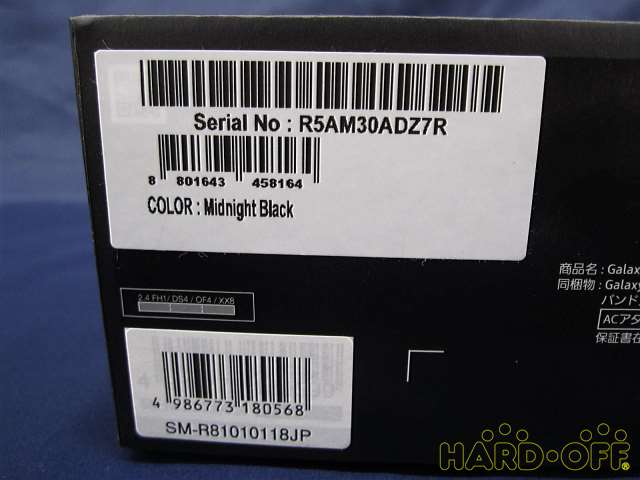 Serial No : R5AM30ADZ7R
8 801643 458164
COLOR : Midnight Black
商品名 : Galax
同梱物 : Galaxy
バンド
2.4 FH1/ DS4 / OF4 / XX8
ACアダ
保証書在
4 986773 180568
SM-R81010118JP
HARD-OFF